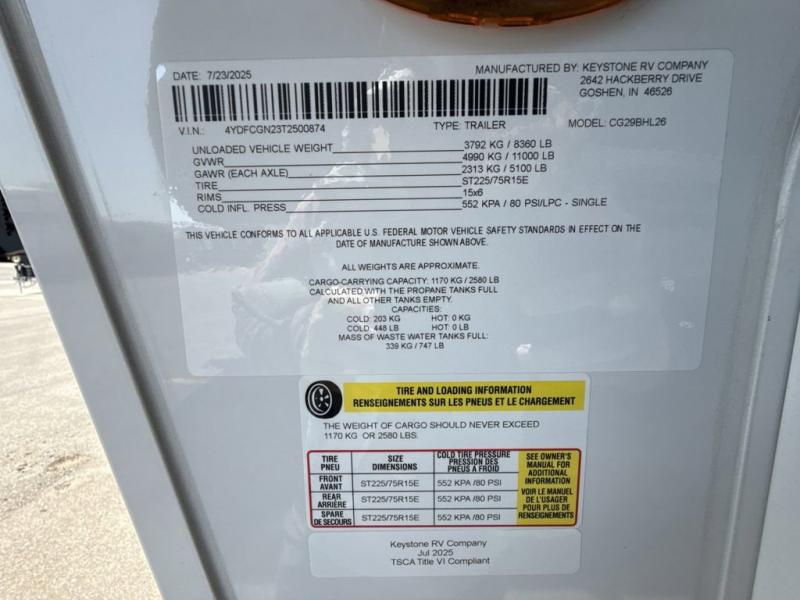 DATE: 7/23/2025
MANUFACTURED BY: KEYSTONE RV COMPANY
2642 HACKBERRY DRIVE
GOSHEN, IN 46526
V.I.N.: 4YDFCGN23T2500874 TYPE: TRAILER MODEL: CG29BHL26
UNLOADED VEHICLE WEIGHT 3792 KG / 8360 LB
GVWR 4990 KG / 11000 LB
GAWR (EACH AXLE) 2313 KG / 5100 LB
TIRE ST225/75R15E
RIMS 15x6
COLD INFL. PRESS 552 KPA / 80 PSI/LPC - SINGLE
THIS VEHICLE CONFORMS TO ALL APPLICABLE U.S. FEDERAL MOTOR VEHICLE SAFETY STANDARDS IN EFFECT ON THE
DATE OF MANUFACTURE SHOWN ABOVE.
ALL WEIGHTS ARE APPROXIMATE.
CARGO-CARRYING CAPACITY: 1170 KG / 2580 LB
CALCULATED WITH THE PROPANE TANKS FULL
AND ALL OTHER TANKS EMPTY.
CAPACITIES:
COLD: 203 KG HOT: 0 KG
COLD: 448 LB HOT: 0 LB
MASS OF WASTE WATER TANKS FULL:
339 KG / 747 LB
TIRE AND LOADING INFORMATION
RENSEIGNEMENTS SUR LES PNEUS ET LE CHARGEMENT
THE WEIGHT OF CARGO SHOULD NEVER EXCEED
1170 KG OR 2580 LBS.
TIRE
PNEU
SIZE
DIMENSIONS
COLD TIRE PRESSURE
PRESSION DES
PNEUS A FROID
SEE OWNER'S
MANUAL FOR
ADDITIONAL
INFORMATION
VOIR LE MANUEL
DE L'USAGER
POUR PLUS DE
RENSEIGNEMENTS
FRONT
AVANT
ST225/75R15E 552 KPA /80 PSI
REAR
ARRIERE
ST225/75R15E 552 KPA /80 PSI
SPARE
DE SECOURS
ST225/75R15E 552 KPA /80 PSI
Keystone RV Company
Jul 2025
TSCA Title VI Compliant